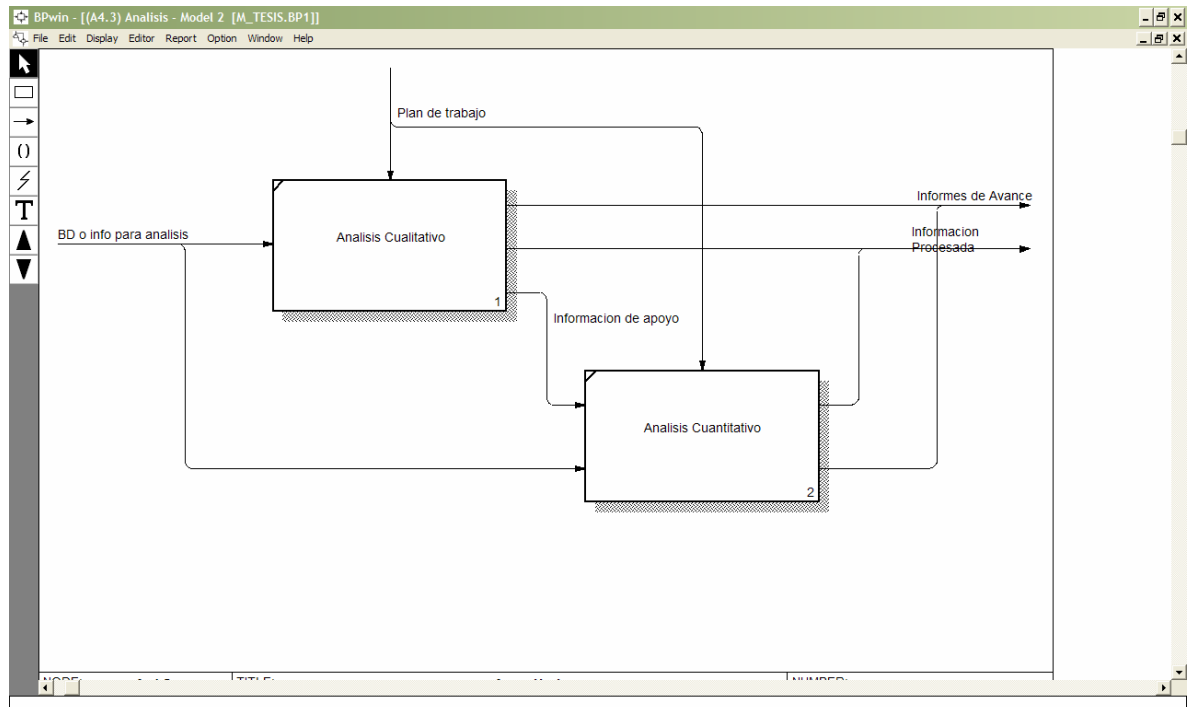 BPwin - [(A4.3) Analisis - Model 2 [M_TESIS.BP1]]
File Edit Display Editor Report Option Window Help
Plan de trabajo
Informes de Avance
BD o info para analisis
Analisis Cualitativo
Informacion
Procesada
1
Informacion de apoyo
Analisis Cuantitativo
2
NODE: TITLE: NUMBER:
( )
T